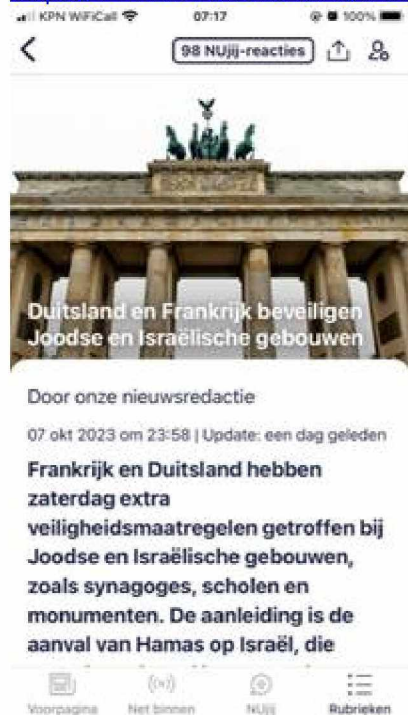 KPN WiFiCall 07:17 100%
98 NUjij-reacties
Duitsland en Frankrijk beveiligen
Joodse en Israëlische gebouwen
Door onze nieuwsredactie
07 okt 2023 om 23:58 | Update: een dag geleden
Frankrijk en Duitsland hebben
zaterdag extra
veiligheidsmaatregelen getroffen bij
Joodse en Israëlische gebouwen,
zoals synagoges, scholen en
monumenten. De aanleiding is de
aanval van Hamas op Israël, die
Voorpagina Net binnen NUjij Rubrieken